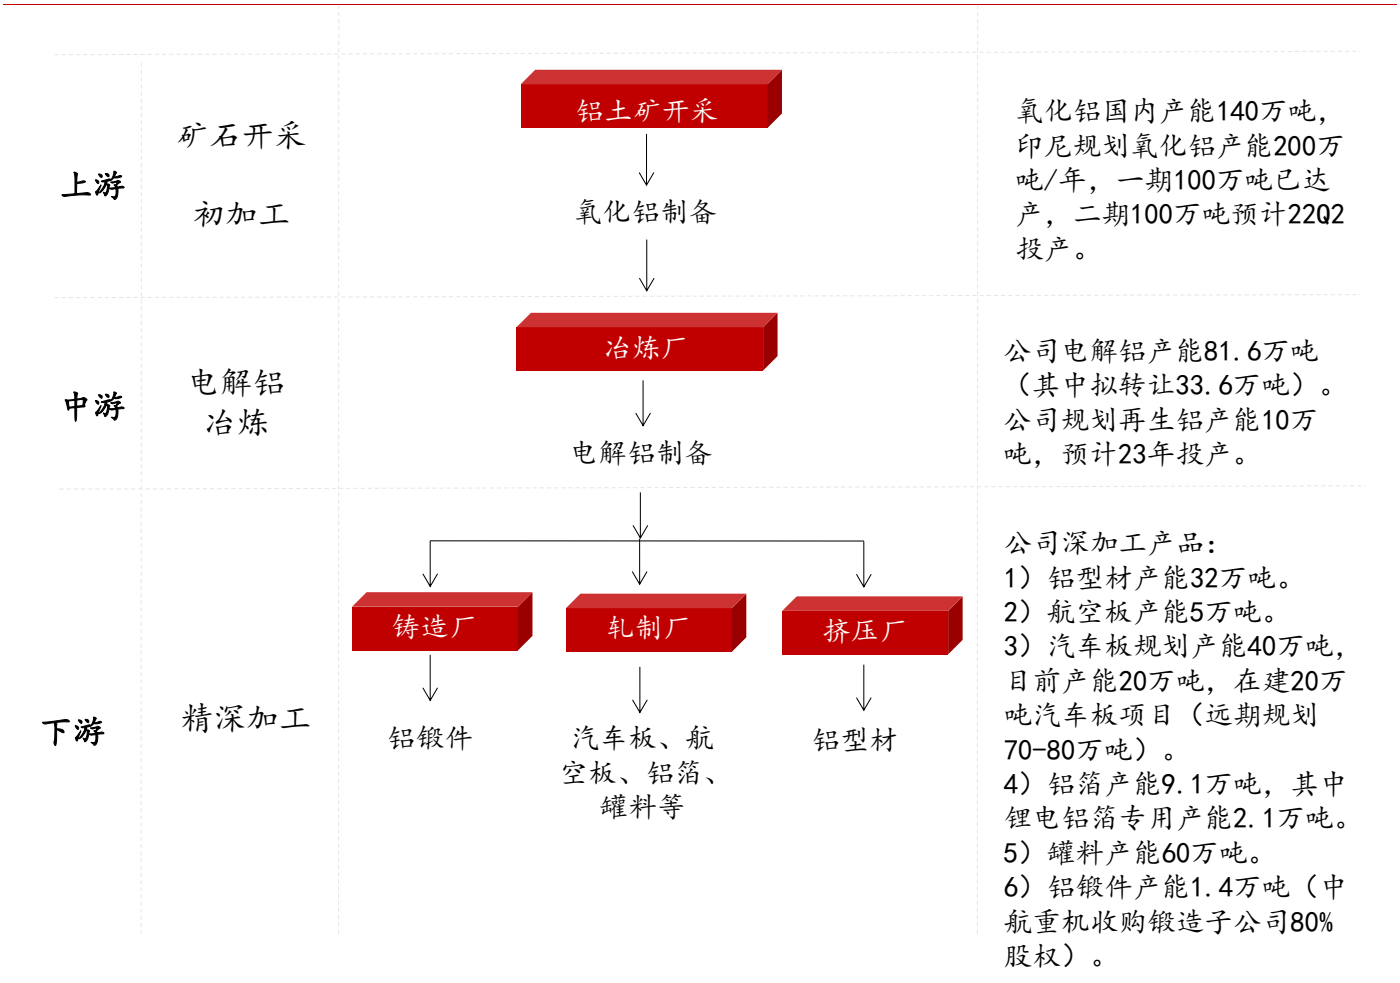 上游
矿石开采
初加工
铝土矿开采
氧化铝制备
氧化铝国内产能140万吨，
印尼规划氧化铝产能200万
吨/年，一期100万吨已达
产，二期100万吨预计22Q2
投产。
中游
电解铝
冶炼
冶炼厂
电解铝制备
公司电解铝产能81.6万吨
（其中拟转让33.6万吨）。
公司规划再生铝产能10万
吨，预计23年投产。
下游
精深加工
铸造厂
轧制厂
挤压厂
铝锻件
汽车板、航
空板、铝箔、
罐料等
铝型材
公司深加工产品：
1）铝型材产能32万吨。
2）航空板产能5万吨。
3）汽车板规划产能40万吨，
目前产能20万吨，在建20万
吨汽车板项目（远期规划
70-80万吨）。
4）铝箔产能9.1万吨，其中
锂电铝箔专用产能2.1万吨。
5）罐料产能60万吨。
6）铝锻件产能1.4万吨（中
航重机收购锻造子公司80%
股权）。